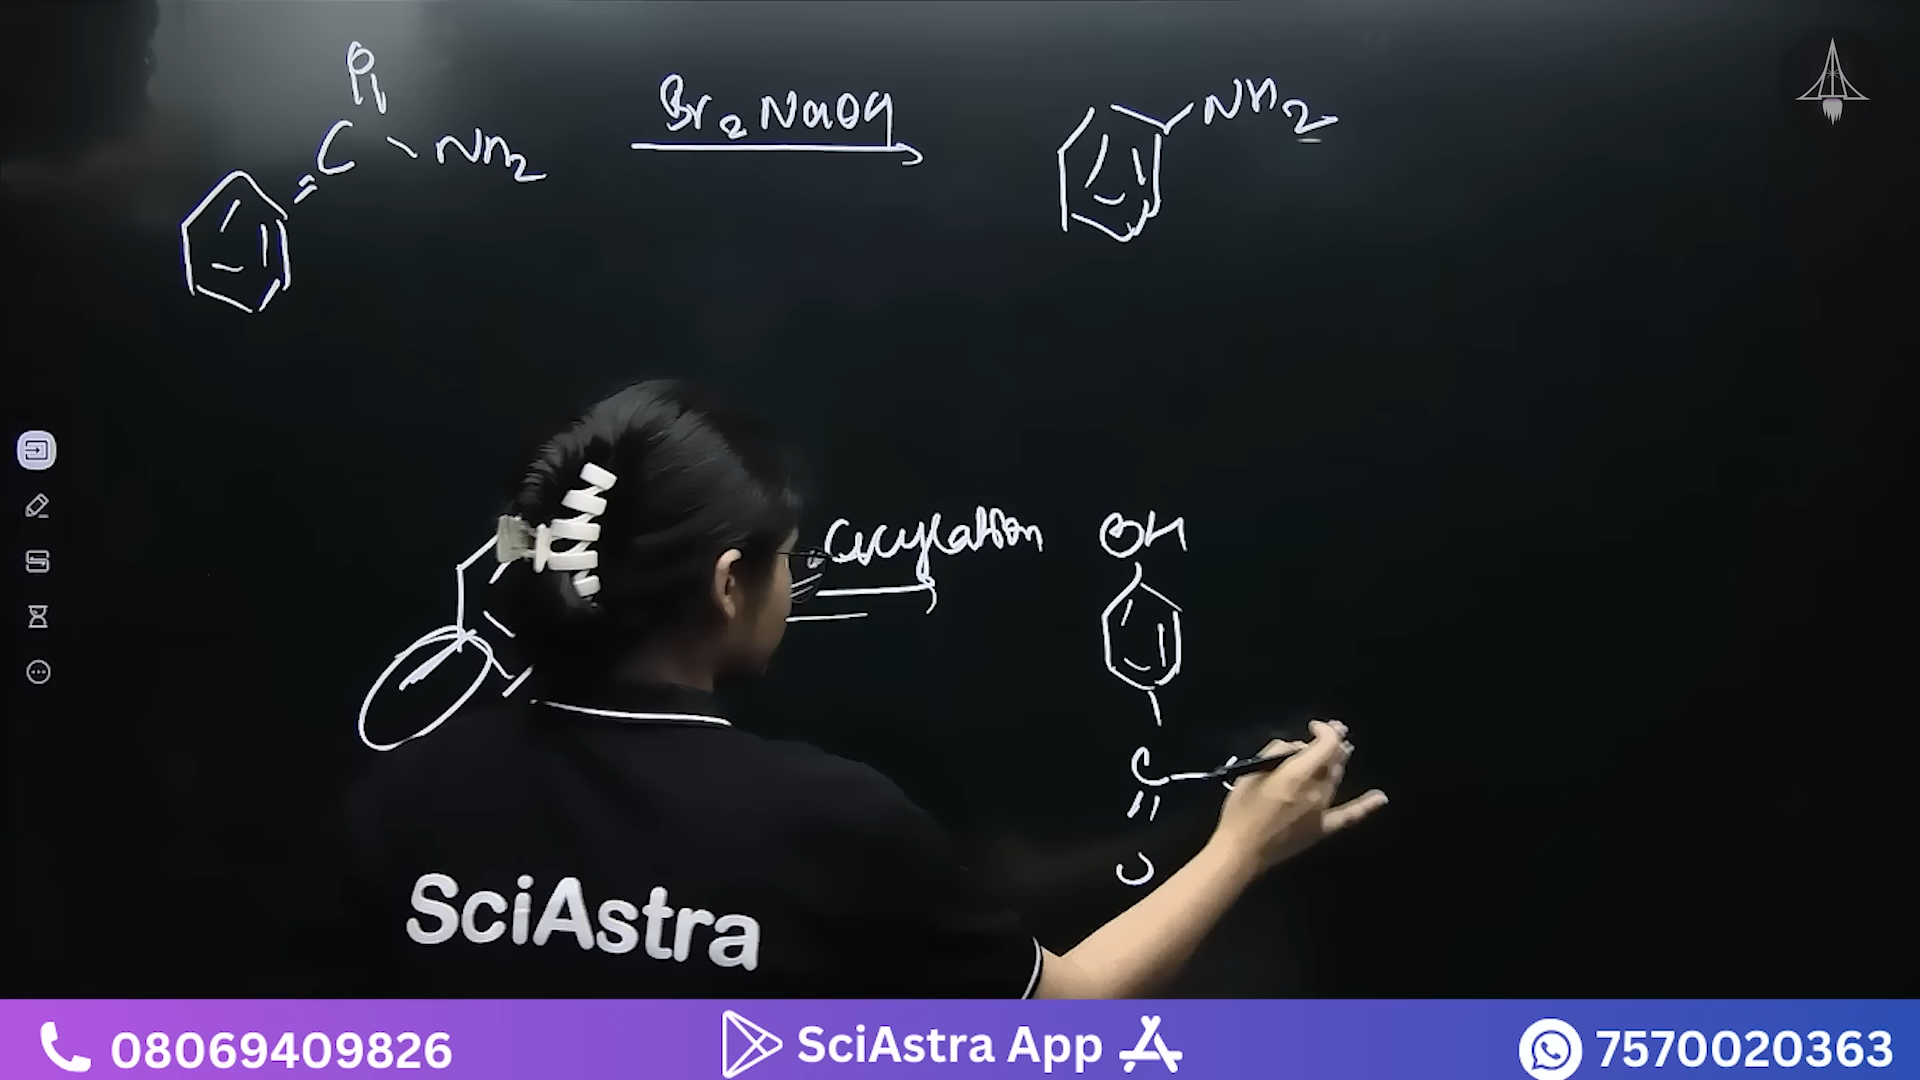 O
C - NH2
Br2 NaOH
NH2
acylation
OH
C - C
O
SciAstra
08069409826
SciAstra App
7570020363